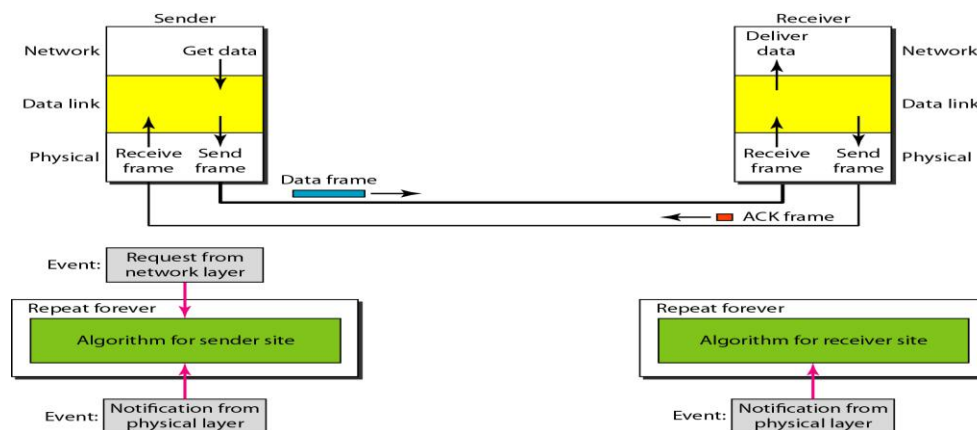 Sender
Receiver
Network
Get data
Deliver
data
Network
Data link
Data link
Physical
Receive
frame
Send
frame
Receive
frame
Send
frame
Physical
Data frame
ACK frame
Event:
Request from
network layer
Repeat forever
Algorithm for sender site
Repeat forever
Algorithm for receiver site
Event:
Notification from
physical layer
Event:
Notification from
physical layer